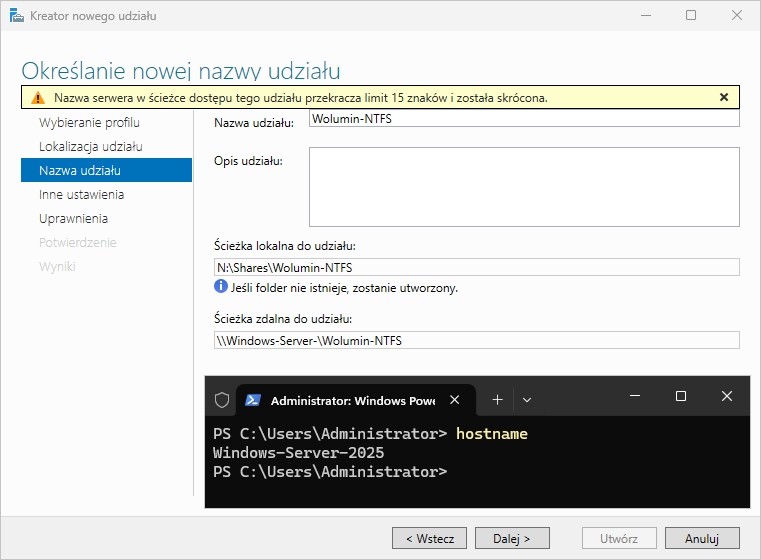 Kreator nowego udziału
Określanie nowej nazwy udziału
Nazwa serwera w ścieżce dostępu tego udziału przekracza limit 15 znaków i została skrócona.
Wybieranie profilu
Lokalizacja udziału
Nazwa udziału
Inne ustawienia
Uprawnienia
Potwierdzenie
Wyniki
Nazwa udziału: Wolumin-NTFS
Opis udziału:
Ścieżka lokalna do udziału:
N:\Shares\Wolumin-NTFS
Jeśli folder nie istnieje, zostanie utworzony.
Ścieżka zdalna do udziału:
\\Windows-Server-\Wolumin-NTFS
Administrator: Windows Powe
PS C:\Users\Administrator> hostname
Windows-Server-2025
PS C:\Users\Administrator>
< Wstecz Dalej > Utwórz Anuluj